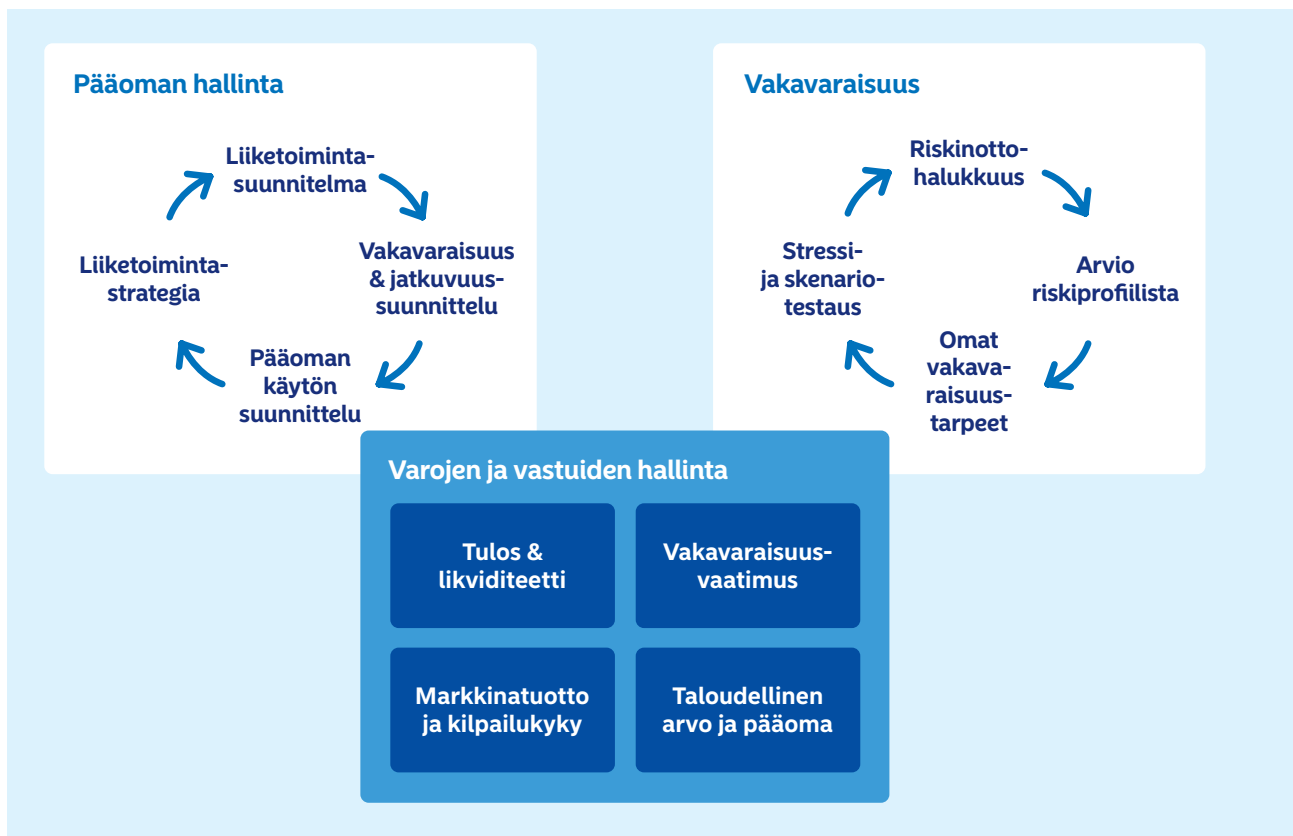 Pääoman hallinta
Liiketoiminta-
suunnitelma
Vakavaraisuus
& jatkuvuus-
suunnittelu
Pääoman
käytön
suunnittelu
Liiketoiminta-
strategia
Vakavaraisuus
Riskinotto-
halukkuus
Arvio
riskiprofiilista
Omat
vakava-
raisuus-
tarpeet
Stressi-
ja skenario-
testaus
Varojen ja vastuiden hallinta
Tulos &
likviditeetti
Vakavaraisuus-
vaatimus
Markkinatuotto
ja kilpailukyky
Taloudellinen
arvo ja pääoma